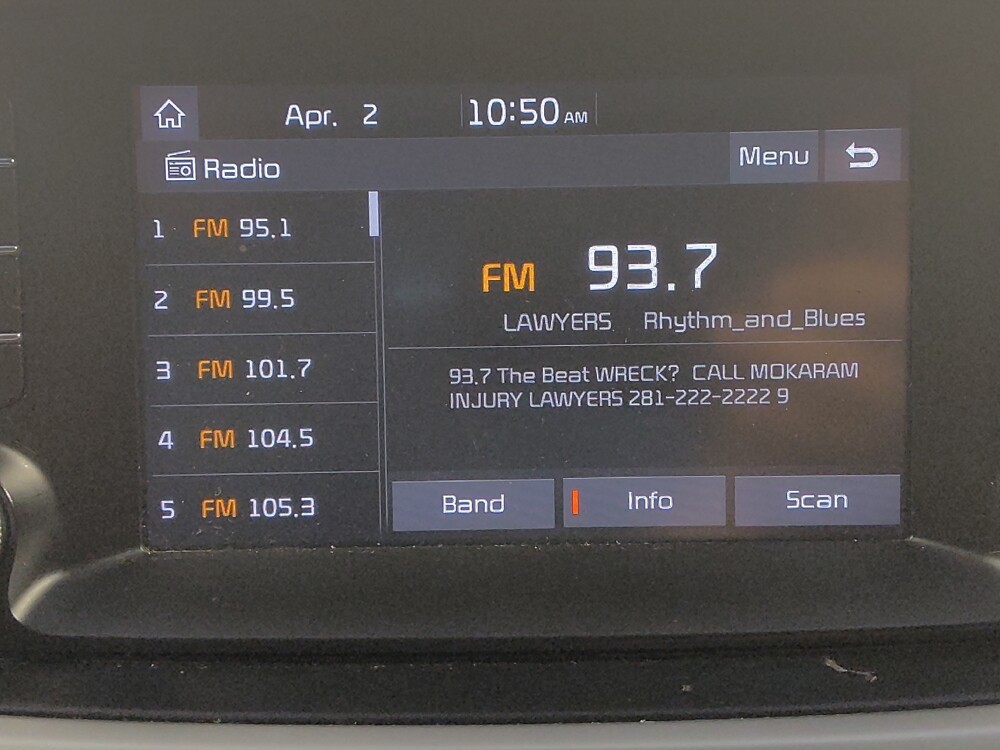 Apr. 2 10:50 AM
Radio Menu
1 FM 95.1
2 FM 99.5
3 FM 101.7
4 FM 104.5
5 FM 105.3
FM 93.7
LAWYERS Rhythm_and_Blues
93.7 The Beat WRECK? CALL MOKARAM
INJURY LAWYERS 281-222-2222 9
Band Info Scan